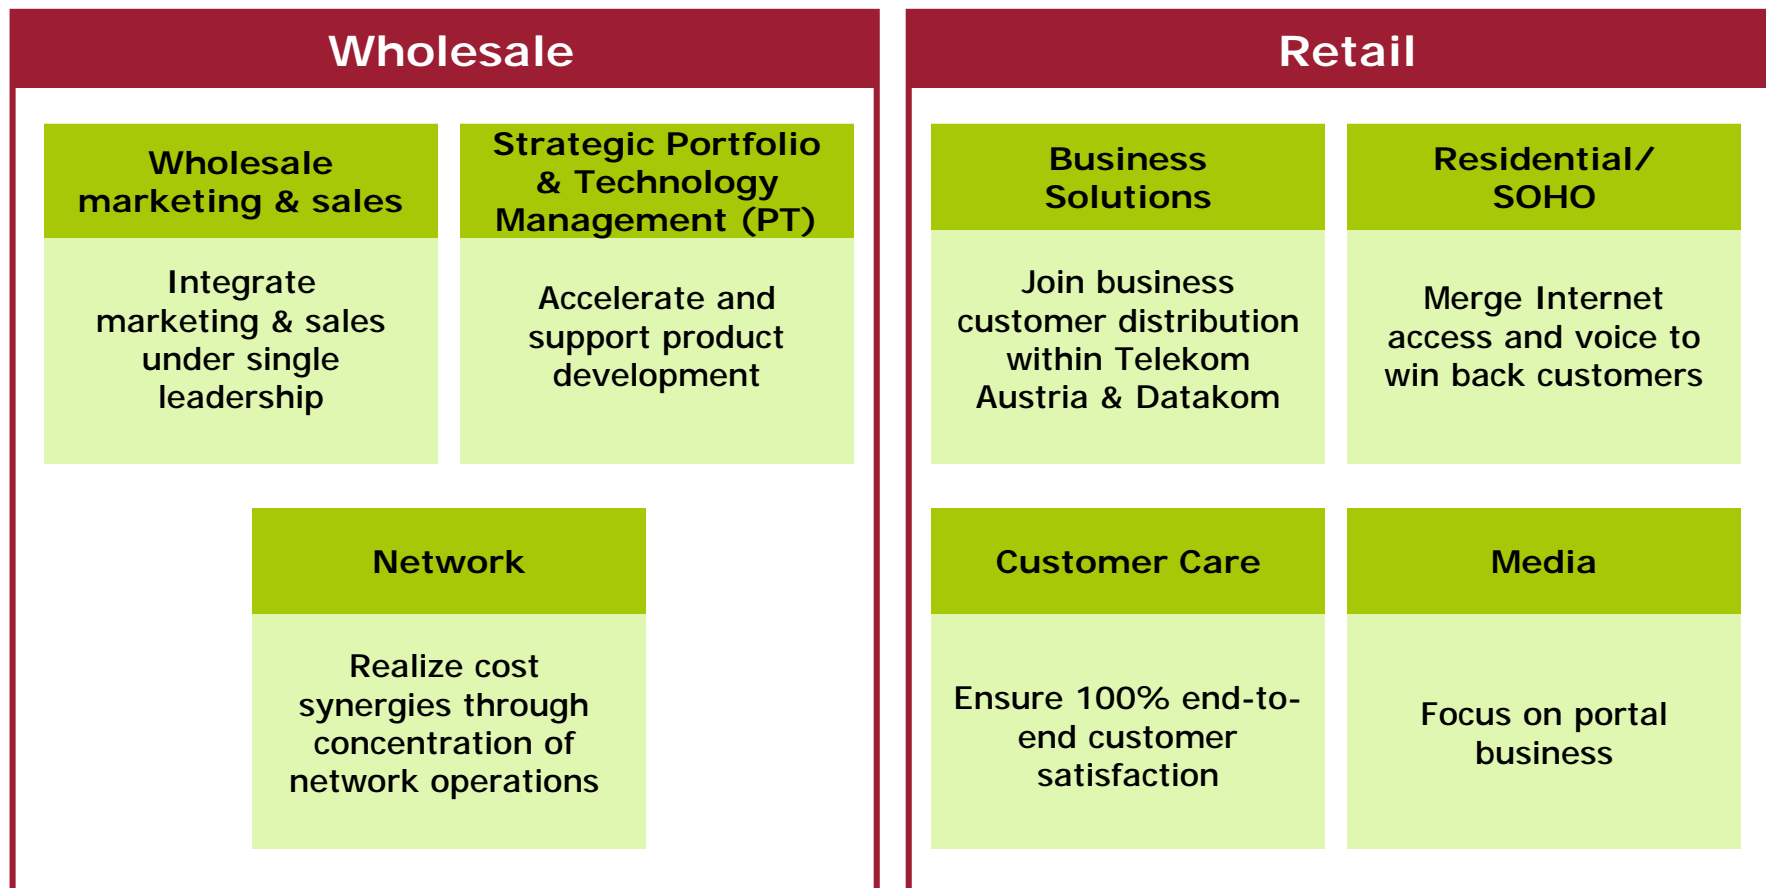 Wholesale
Wholesale
marketing & sales
Integrate
marketing & sales
under single
leadership
Strategic Portfolio
& Technology
Management (PT)
Accelerate and
support product
development
Network
Realize cost
synergies through
concentration of
network operations
Retail
Business
Solutions
Join business
customer distribution
within Telekom
Austria & Datakom
Residential/
SOHO
Merge Internet
access and voice to
win back customers
Customer Care
Ensure 100% end-to-
end customer
satisfaction
Media
Focus on portal
business